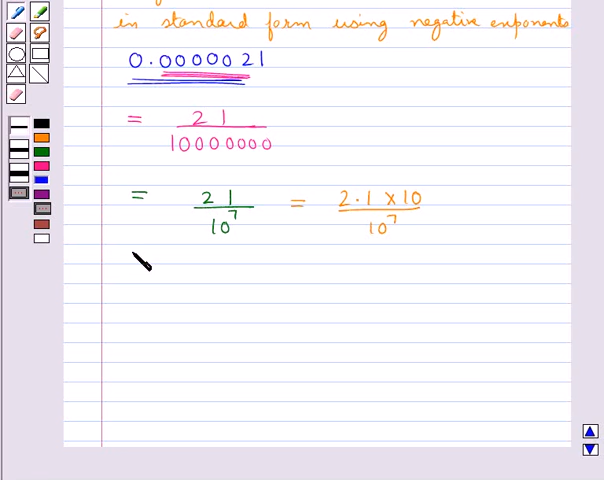 in standard form using negative exponents
0.0000021
= 21
10000000
= 21 = 2.1 × 10
10⁷ 10⁷